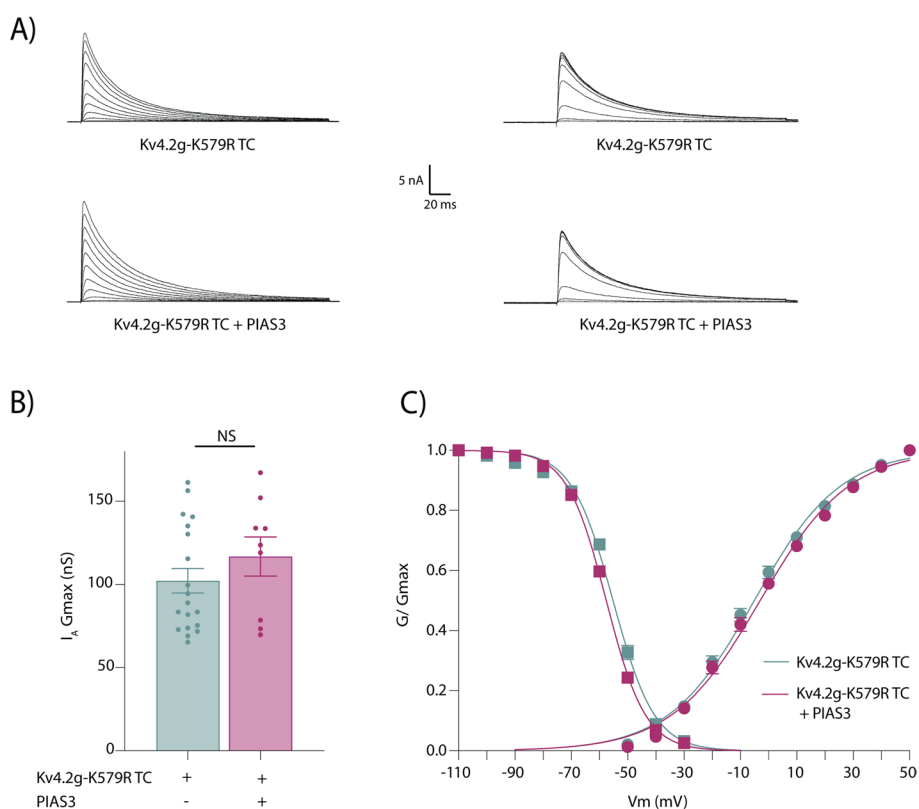 A)
Kv4.2g-K579R TC
Kv4.2g-K579R TC
5 nA
20 ms
Kv4.2g-K579R TC + PIAS3
Kv4.2g-K579R TC + PIAS3
B)
NS
150
100
50
0
I_A Gmax (nS)
Kv4.2g-K579R TC + +
PIAS3 - +
C)
1.0
0.8
0.6
0.4
0.2
0.0
G/ Gmax
-110 -90 -70 -50 -30 -10 10 30 50
Vm (mV)
Kv4.2g-K579R TC
Kv4.2g-K579R TC
+ PIAS3